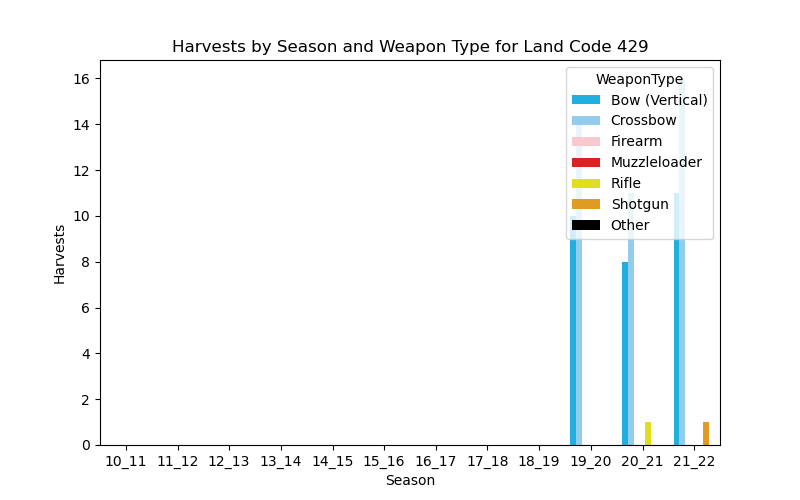 Harvests by Season and Weapon Type for Land Code 429
WeaponType
Bow (Vertical)
Crossbow
Firearm
Muzzleloader
Rifle
Shotgun
Other
Harvests
16
14
12
10
8
6
4
2
0
10_11 11_12 12_13 13_14 14_15 15_16 16_17 17_18 18_19 19_20 20_21 21_22
Season